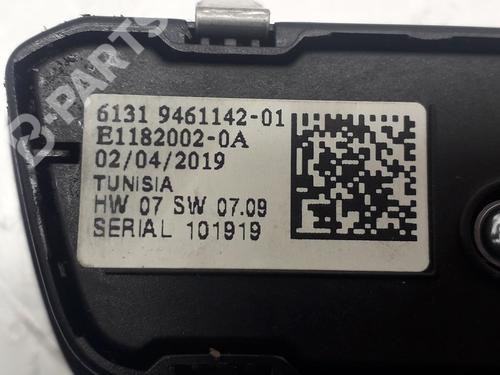 6131 9461142-01
E1182002-0A
02/04/2019
TUNISIA
HW 07 SW 07.09
SERIAL 101919
B-PARTS